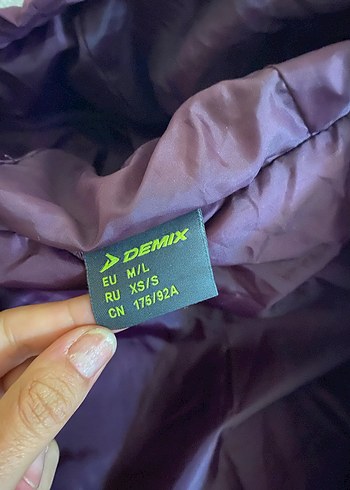 DEMIX
EU M/L
RU XS/S
CN 175/92A